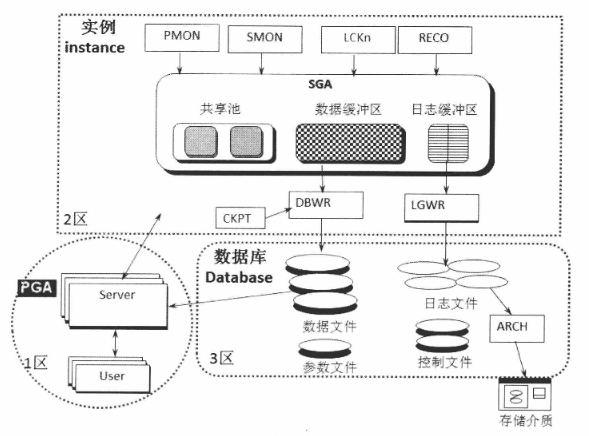 实例
instance
PMON
SMON
LCKn
RECO
SGA
共享池
数据缓冲区
日志缓冲区
CKPT
DBWR
LGWR
2区
数据库
Database
PGA
Server
数据文件
日志文件
ARCH
1区
User
3区
参数文件
控制文件
存储介质